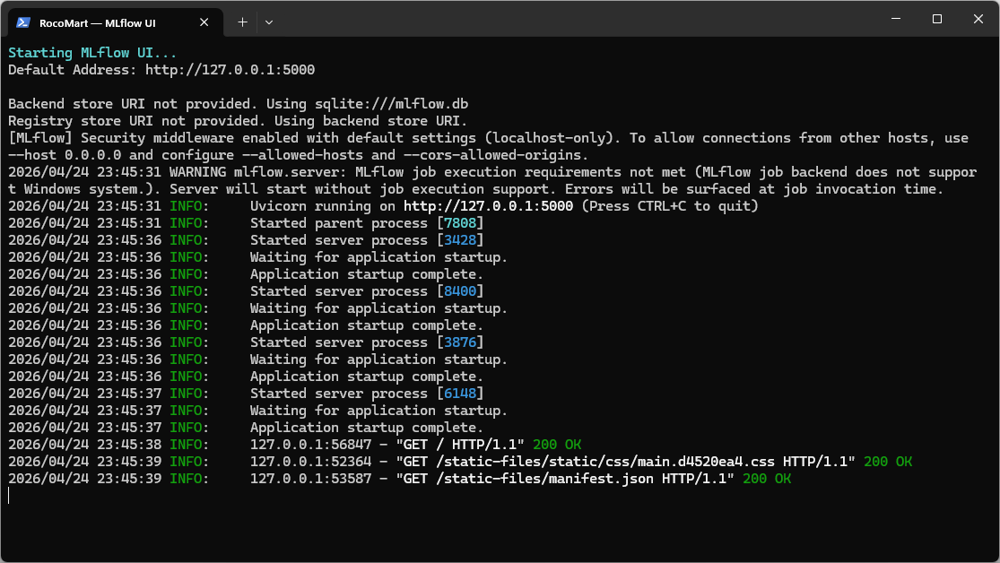 RocoMart — MLflow UI
Starting MLflow UI...
Default Address: http://127.0.0.1:5000
Backend store URI not provided. Using sqlite:///mlflow.db
Registry store URI not provided. Using backend store URI.
[MLflow] Security middleware enabled with default settings (localhost-only). To allow connections from other hosts, use
--host 0.0.0.0 and configure --allowed-hosts and --cors-allowed-origins.
2026/04/24 23:45:31 WARNING mlflow.server: MLflow job execution requirements not met (MLflow job backend does not suppor
t Windows system.). Server will start without job execution support. Errors will be surfaced at job invocation time.
2026/04/24 23:45:31 INFO:     Uvicorn running on http://127.0.0.1:5000 (Press CTRL+C to quit)
2026/04/24 23:45:31 INFO:     Started parent process [7808]
2026/04/24 23:45:36 INFO:     Started server process [3428]
2026/04/24 23:45:36 INFO:     Waiting for application startup.
2026/04/24 23:45:36 INFO:     Application startup complete.
2026/04/24 23:45:36 INFO:     Started server process [8400]
2026/04/24 23:45:36 INFO:     Waiting for application startup.
2026/04/24 23:45:36 INFO:     Application startup complete.
2026/04/24 23:45:36 INFO:     Started server process [3876]
2026/04/24 23:45:36 INFO:     Waiting for application startup.
2026/04/24 23:45:36 INFO:     Application startup complete.
2026/04/24 23:45:37 INFO:     Started server process [6148]
2026/04/24 23:45:37 INFO:     Waiting for application startup.
2026/04/24 23:45:37 INFO:     Application startup complete.
2026/04/24 23:45:38 INFO:     127.0.0.1:56847 - "GET / HTTP/1.1" 200 OK
2026/04/24 23:45:39 INFO:     127.0.0.1:52364 - "GET /static-files/static/css/main.d4520ea4.css HTTP/1.1" 200 OK
2026/04/24 23:45:39 INFO:     127.0.0.1:53587 - "GET /static-files/manifest.json HTTP/1.1" 200 OK